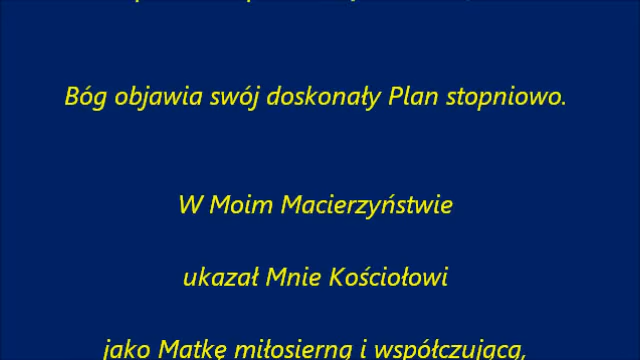 Bóg objawia swój doskonały Plan stopniowo.
W Moim Macierzyństwie
ukazał Mnie Kościołowi
jako Matkę miłosierną i współczującą,